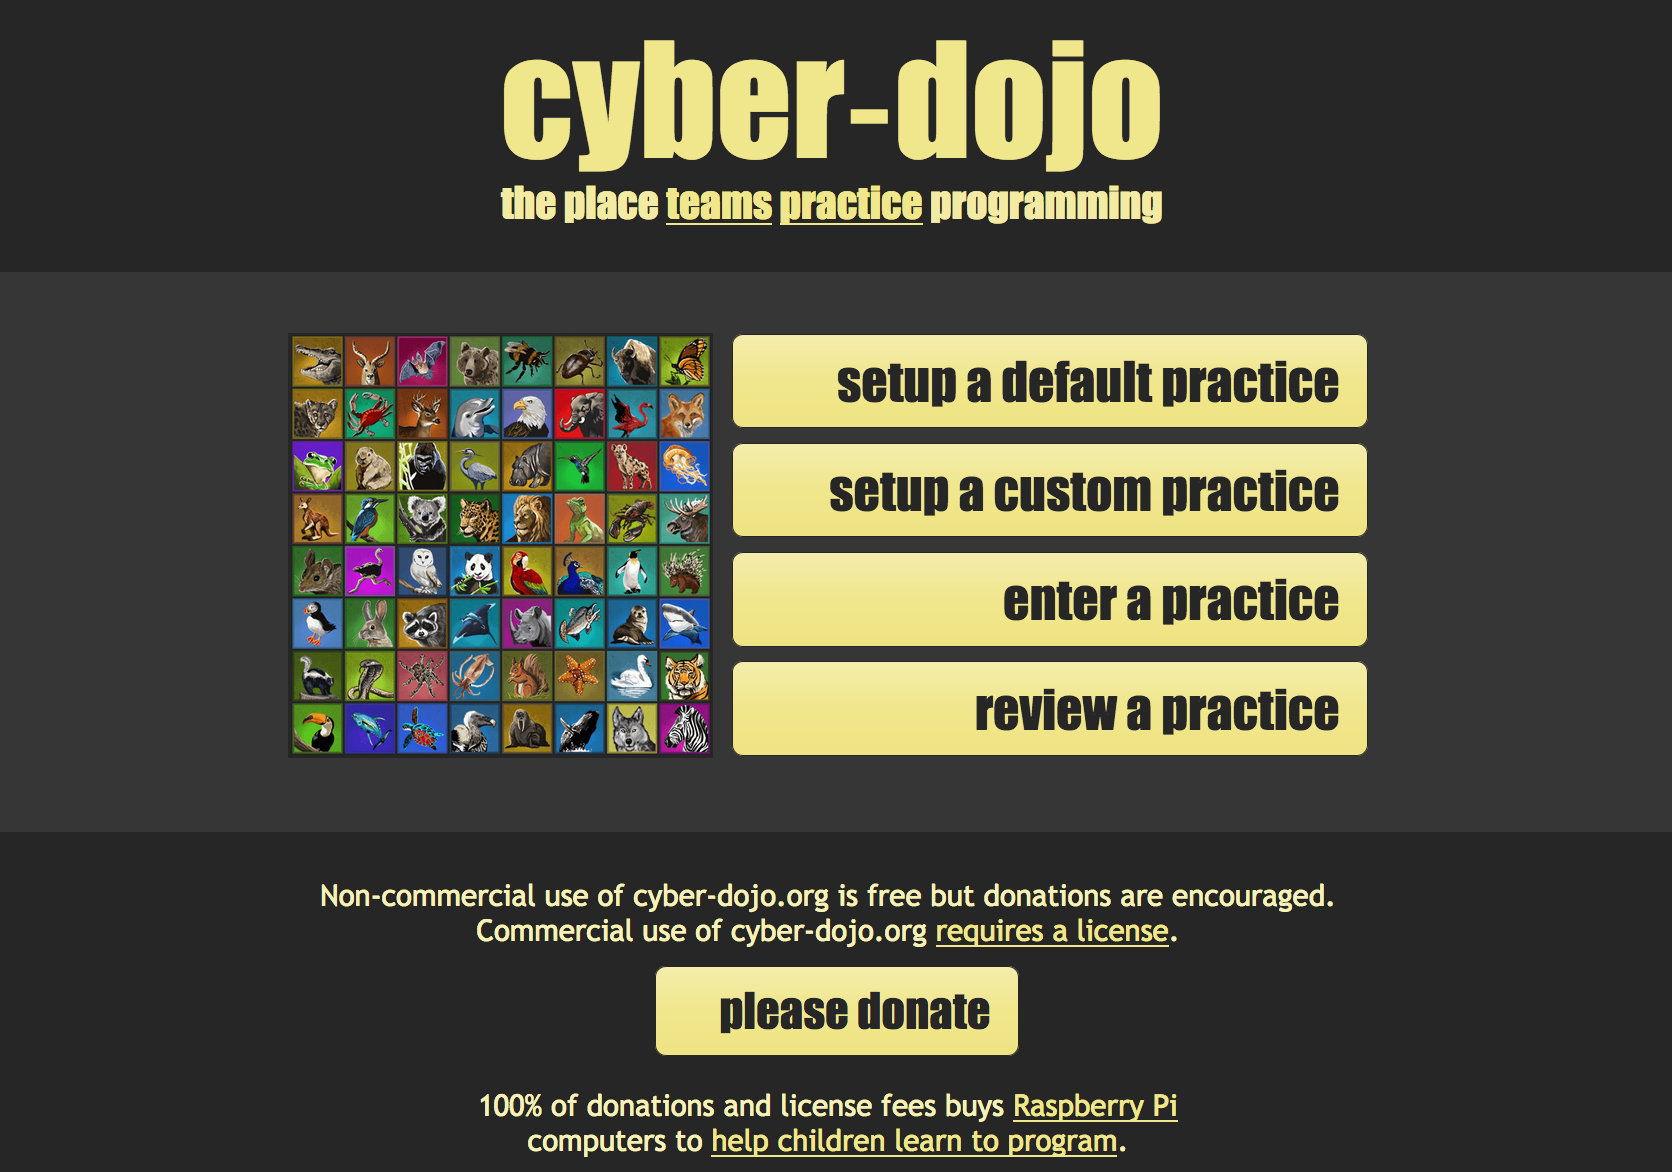 cyber-dojo
the place teams practice programming
setup a default practice
setup a custom practice
enter a practice
review a practice
Non-commercial use of cyber-dojo.org is free but donations are encouraged.
Commercial use of cyber-dojo.org requires a license.
please donate
100% of donations and license fees buys Raspberry Pi
computers to help children learn to program.